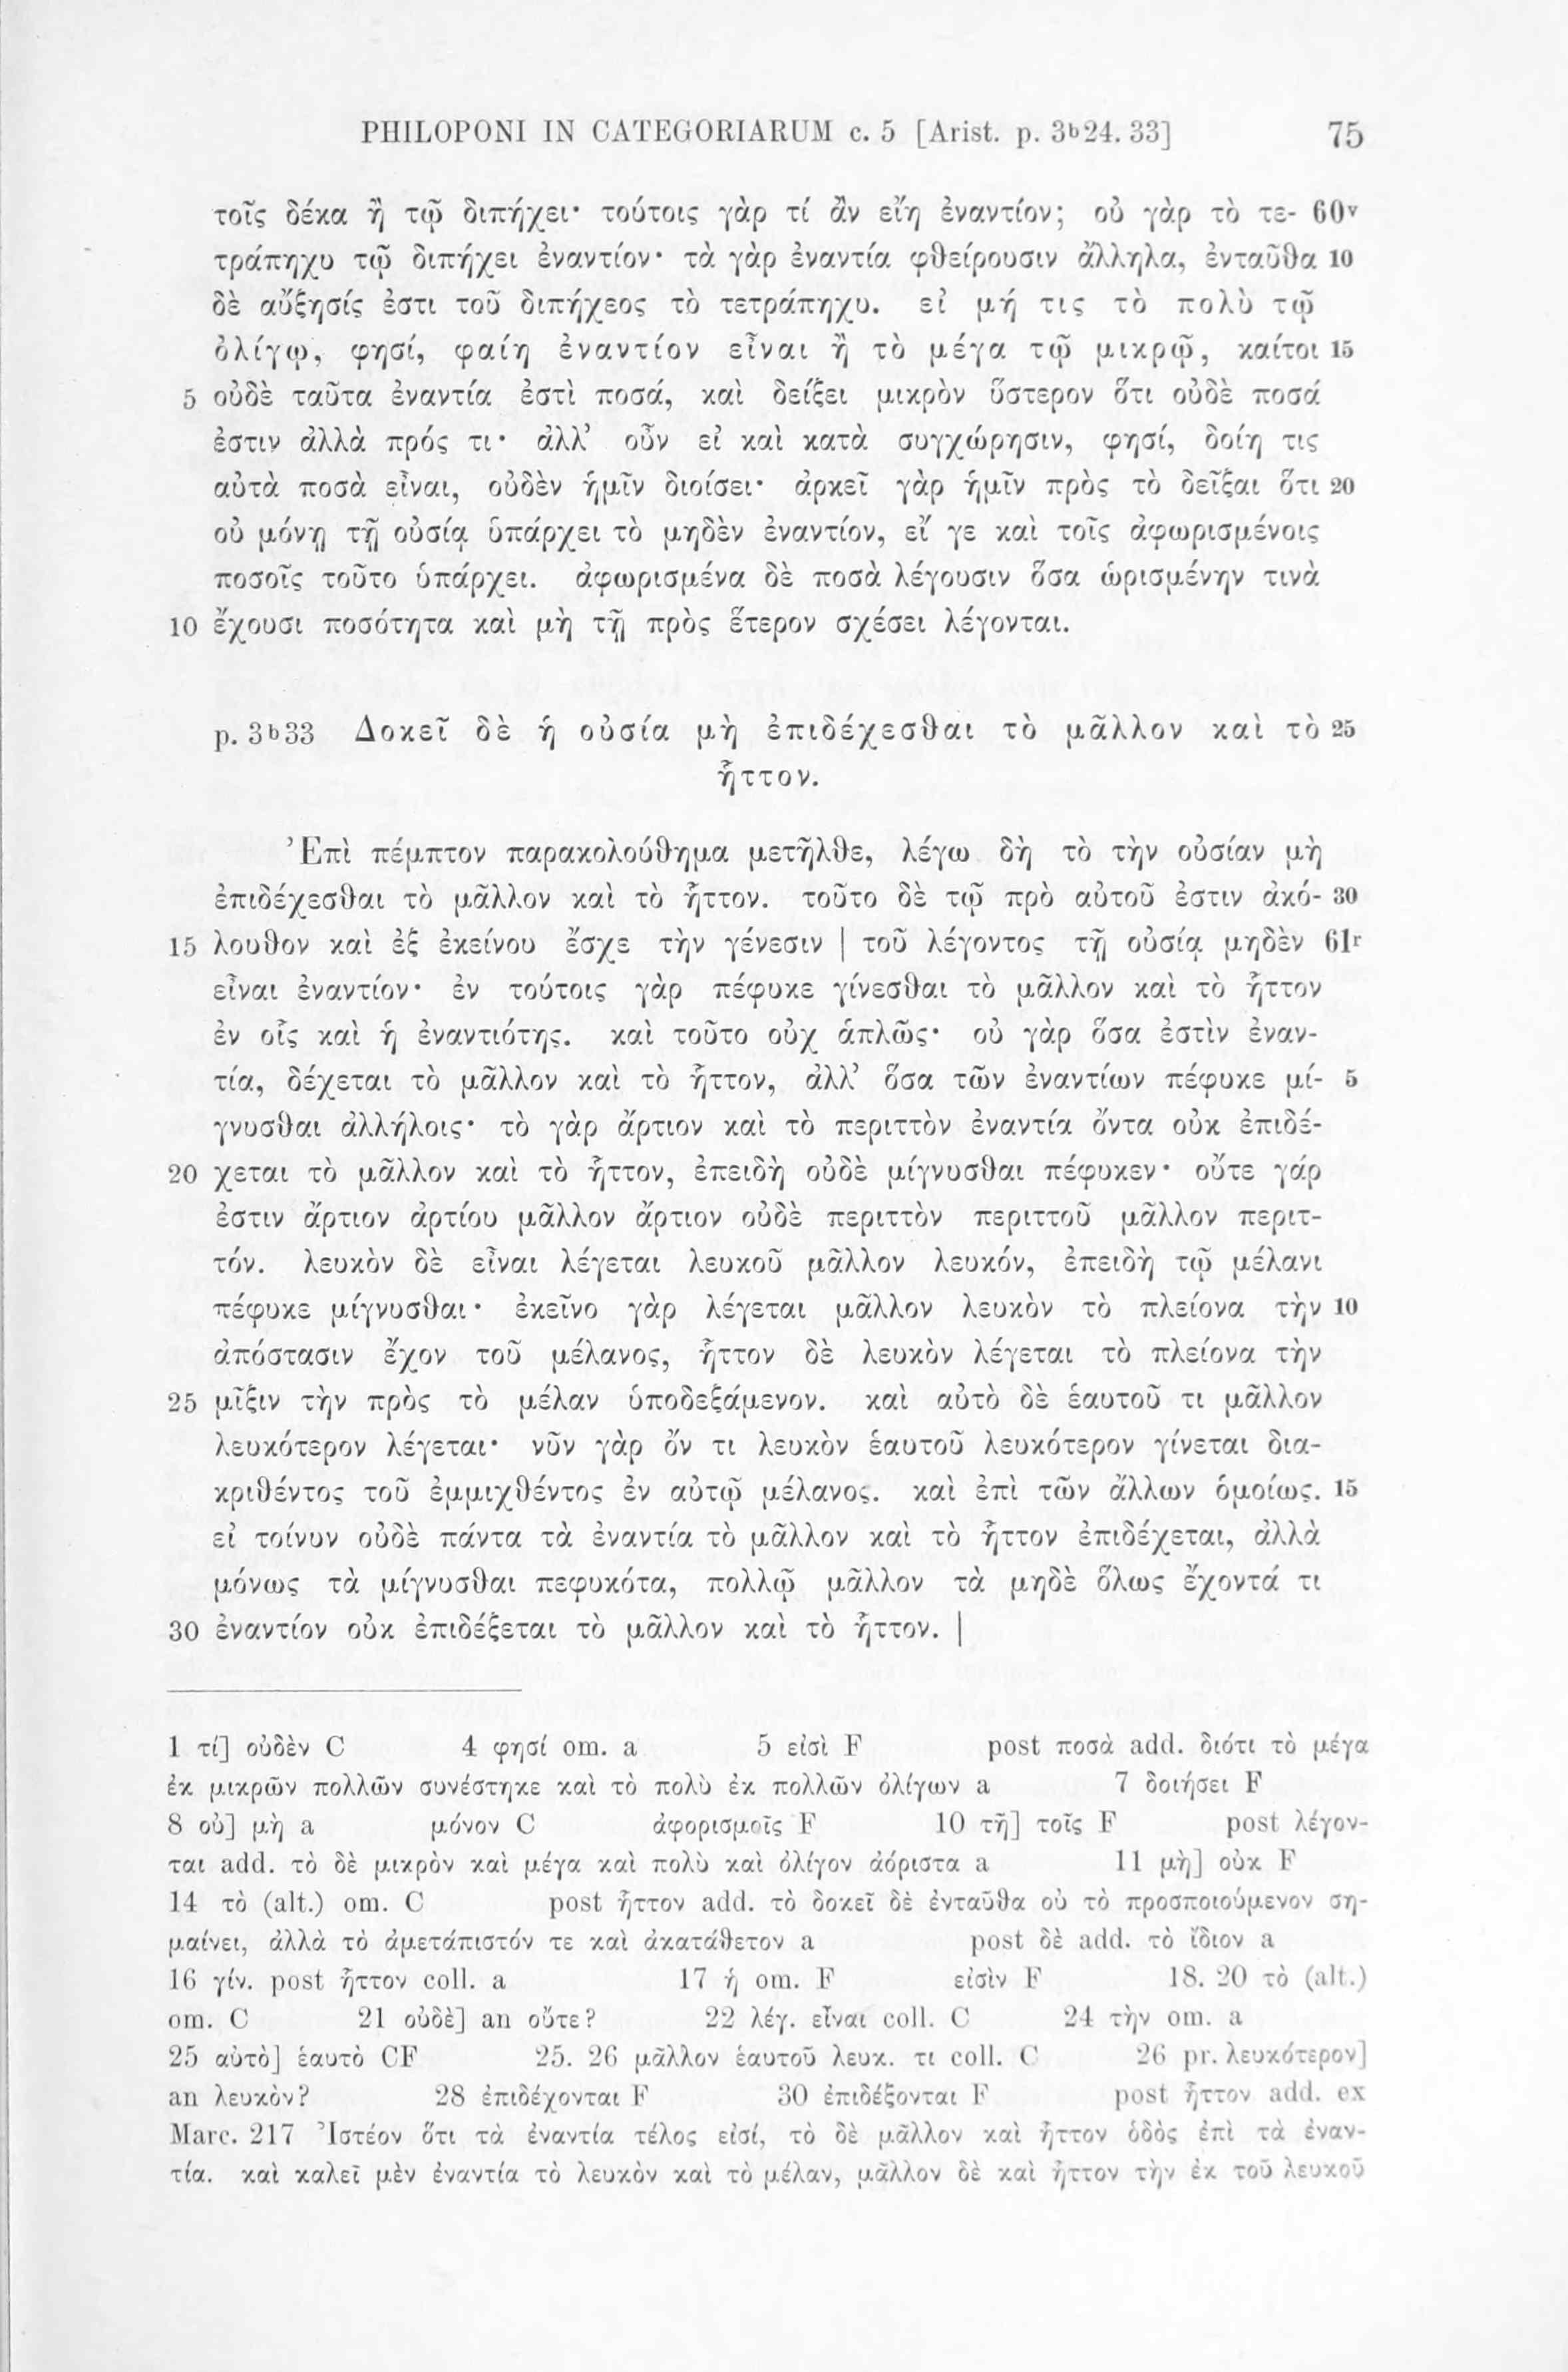 PHILOPONI IN CATEGORIARUM c. 5 [Arist. p. 3b24. 33] 75
τοῖς δέκα ἢ τῷ διπήχει· τούτοις γὰρ τί ἂν εἴη ἐναντίον; οὐ γὰρ τὸ τε- 60v
τράπηχυ τῷ διπήχει ἐναντίον· τὰ γὰρ ἐναντία φθείρουσιν ἄλληλα, ἐνταῦθα 10
δὲ αὔξησίς ἐστι τοῦ διπήχεος τὸ τετράπηχυ. εἰ μή τις τὸ πολὺ τῷ
ὀλίγῳ, φησί, φαίη ἐναντίον εἶναι ἢ τὸ μέγα τῷ μικρῷ, καίτοι 15
5 οὐδὲ ταῦτα ἐναντία ἐστὶ ποσά, καὶ δείξει μικρὸν ὕστερον ὅτι οὐδὲ ποσά
ἐστιν ἀλλὰ πρός τι· ἀλλ’ οὖν εἰ καὶ κατὰ συγχώρησιν, φησί, δοίη τις
αὐτὰ ποσὰ εἶναι, οὐδὲν ἡμῖν διοίσει· ἀρκεῖ γὰρ ἡμῖν πρὸς τὸ δεῖξαι ὅτι 20
οὐ μόνῃ τῇ οὐσίᾳ ὑπάρχει τὸ μηδὲν ἐναντίον, εἴ γε καὶ τοῖς ἀφωρισμένοις
ποσοῖς τοῦτο ὑπάρχει. ἀφωρισμένα δὲ ποσὰ λέγουσιν ὅσα ὡρισμένην τινὰ
10 ἔχουσι ποσότητα καὶ μὴ τῇ πρὸς ἕτερον σχέσει λέγονται.
p. 3b33 Δοκεῖ δὲ ἡ οὐσία μὴ ἐπιδέχεσθαι τὸ μᾶλλον καὶ τὸ 25
ἧττον.
Ἐπὶ πέμπτον παρακολούθημα μετῆλθε, λέγω δὴ τὸ τὴν οὐσίαν μὴ
ἐπιδέχεσθαι τὸ μᾶλλον καὶ τὸ ἧττον. τοῦτο δὲ τῷ πρὸ αὐτοῦ ἐστιν ἀκό- 30
15 λουθον καὶ ἐξ ἐκείνου ἔσχε τὴν γένεσιν | τοῦ λέγοντος τῇ οὐσίᾳ μηδὲν 61r
εἶναι ἐναντίον· ἐν τούτοις γὰρ πέφυκε γίνεσθαι τὸ μᾶλλον καὶ τὸ ἧττον
ἐν οἷς καὶ ἡ ἐναντιότης. καὶ τοῦτο οὐχ ἁπλῶς· οὐ γὰρ ὅσα ἐστὶν ἐναν-
τία, δέχεται τὸ μᾶλλον καὶ τὸ ἧττον, ἀλλ’ ὅσα τῶν ἐναντίων πέφυκε μί- 5
γνυσθαι ἀλλήλοις· τὸ γὰρ ἄρτιον καὶ τὸ περιττὸν ἐναντία ὄντα οὐκ ἐπιδέ-
20 χεται τὸ μᾶλλον καὶ τὸ ἧττον, ἐπειδὴ οὐδὲ μίγνυσθαι πέφυκεν· οὔτε γάρ
ἐστιν ἄρτιον ἀρτίου μᾶλλον ἄρτιον οὐδὲ περιττὸν περιττοῦ μᾶλλον περιτ-
τόν. λευκὸν δὲ εἶναι λέγεται λευκοῦ μᾶλλον λευκόν, ἐπειδὴ τῷ μέλανι
πέφυκε μίγνυσθαι· ἐκεῖνο γὰρ λέγεται μᾶλλον λευκὸν τὸ πλείονα τὴν 10
ἀπόστασιν ἔχον τοῦ μέλανος, ἧττον δὲ λευκὸν λέγεται τὸ πλείονα τὴν
25 μῖξιν τὴν πρὸς τὸ μέλαν ὑποδεξάμενον. καὶ αὐτὸ δὲ ἑαυτοῦ τι μᾶλλον
λευκότερον λέγεται· νῦν γὰρ ὄν τι λευκὸν ἑαυτοῦ λευκότερον γίνεται δια-
κριθέντος τοῦ ἐμμιχθέντος ἐν αὐτῷ μέλανος. καὶ ἐπὶ τῶν ἄλλων ὁμοίως. 15
εἰ τοίνυν οὐδὲ πάντα τὰ ἐναντία τὸ μᾶλλον καὶ τὸ ἧττον ἐπιδέχεται, ἀλλὰ
μόνως τὰ μίγνυσθαι πεφυκότα, πολλῷ μᾶλλον τὰ μηδὲ ὅλως ἔχοντά τι
30 ἐναντίον οὐκ ἐπιδέξεται τὸ μᾶλλον καὶ τὸ ἧττον. |
1 τί] οὐδὲν C 4 φησί om. a 5 εἰσὶ F post ποσὰ add. διότι τὸ μέγα
ἐκ μικρῶν πολλῶν συνέστηκε καὶ τὸ πολὺ ἐκ πολλῶν ὀλίγων a 7 δοιήσει F
8 οὐ] μὴ a μόνον C ἀφορισμοῖς F 10 τῇ] τοῖς F post λέγον-
ται add. τὸ δὲ μικρὸν καὶ μέγα καὶ πολὺ καὶ ὀλίγον ἀόριστα a 11 μὴ] οὐκ F
14 τὸ (alt.) om. C post ἧττον add. τὸ δοκεῖ δὲ ἐνταῦθα οὐ τὸ προσποιούμενον ση-
μαίνει, ἀλλὰ τὸ ἀμετάπιστόν τε καὶ ἀκατάθετον a post δὲ add. τὸ ἴδιον a
16 γίν. post ἧττον coll. a 17 ἡ om. F εἰσὶν F 18. 20 τὸ (alt.)
om. C 21 οὐδὲ] an οὔτε? 22 λέγ. εἶναι coll. C 24 τὴν om. a
25 αὐτὸ] ἑαυτὸ CF 25. 26 μᾶλλον ἑαυτοῦ λευκ. τι coll. C 26 pr. λευκότερον]
an λευκὸν? 28 ἐπιδέχονται F 30 ἐπιδέξονται F post ἧττον add. ex
Marc. 217 Ἰστέον ὅτι τὰ ἐναντία τέλος εἰσί, τὸ δὲ μᾶλλον καὶ ἧττον ὁδὸς ἐπὶ τὰ ἐναν-
τία. καὶ καλεῖ μὲν ἐναντία τὸ λευκὸν καὶ τὸ μέλαν, μᾶλλον δὲ καὶ ἧττον τὴν ἐκ τοῦ λευκοῦ